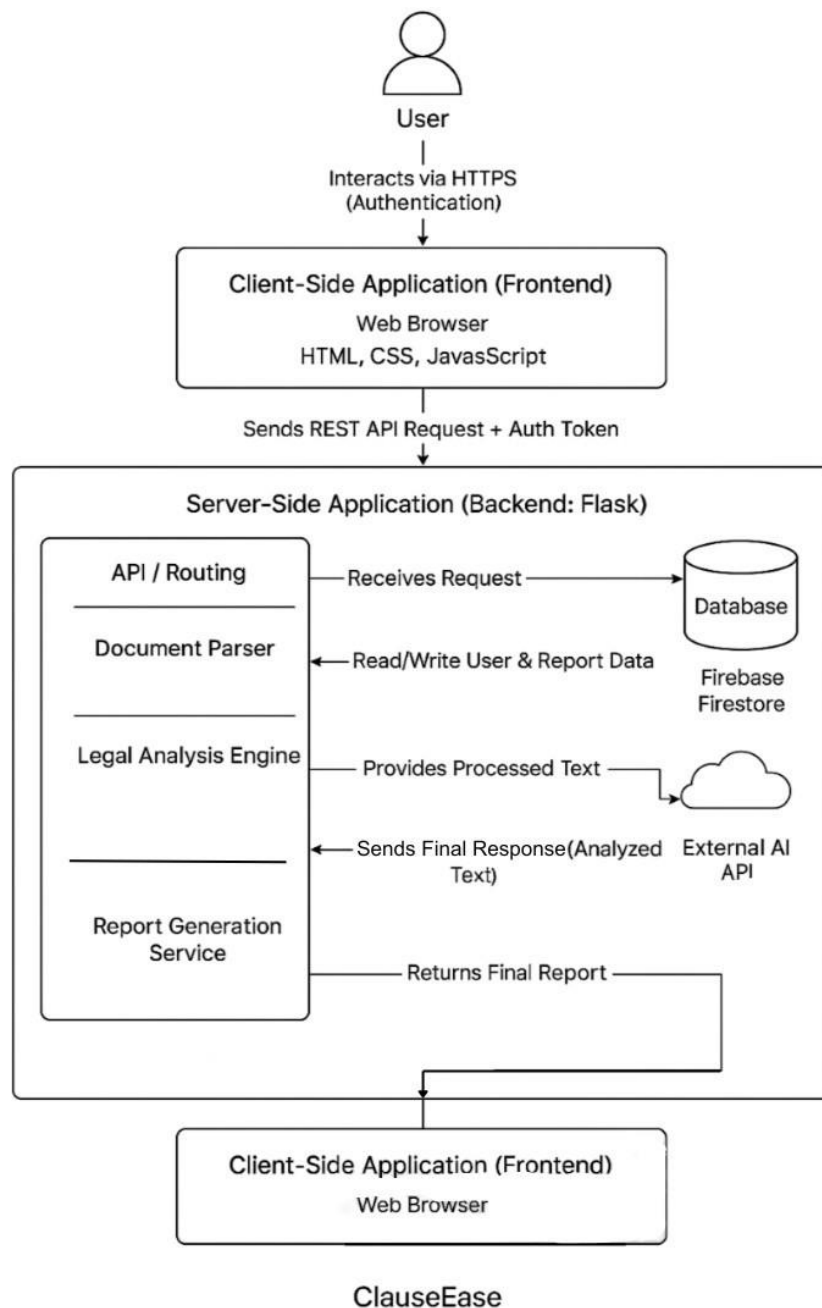 User
Interacts via HTTPS
(Authentication)
Client-Side Application (Frontend)
Web Browser
HTML, CSS, JavasScript
Sends REST API Request + Auth Token
Server-Side Application (Backend: Flask)
API / Routing
Receives Request
Database
Document Parser
Read/Write User & Report Data
Firebase
Firestore
Legal Analysis Engine
Provides Processed Text
Sends Final Response(Analyzed
Text)
External AI
API
Report Generation
Service
Returns Final Report
Client-Side Application (Frontend)
Web Browser
ClauseEase